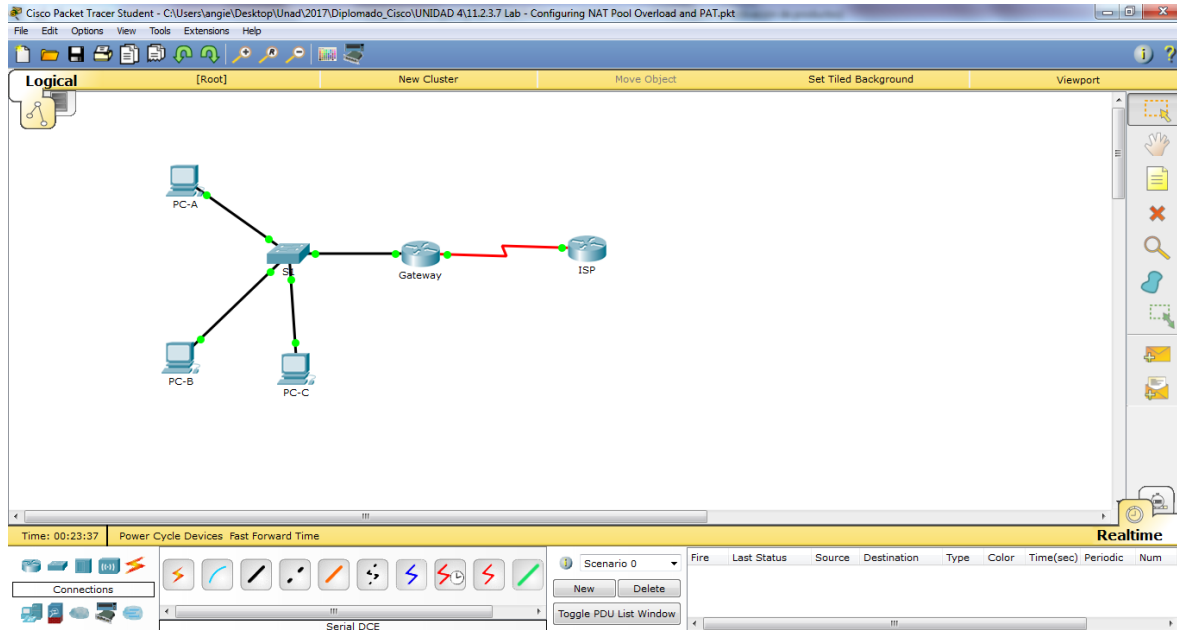 Cisco Packet Tracer Student - C:\Users\angie\Desktop\Unad\2017\Diplomado_Cisco\UNIDAD 4\11.2.3.7 Lab - Configuring NAT Pool Overload and PAT.pkt
File Edit Options View Tools Extensions Help
Logical [Root] New Cluster Move Object Set Tiled Background Viewport
PC-A
S1
Gateway
ISP
PC-B
PC-C
Time: 00:23:37 Power Cycle Devices Fast Forward Time Realtime
Scenario 0 Fire Last Status Source Destination Type Color Time(sec) Periodic Num
Connections
New Delete
Toggle PDU List Window
Serial DCE